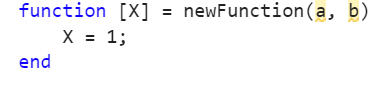 function [X] = newFunction(a, b)
    X = 1;
end